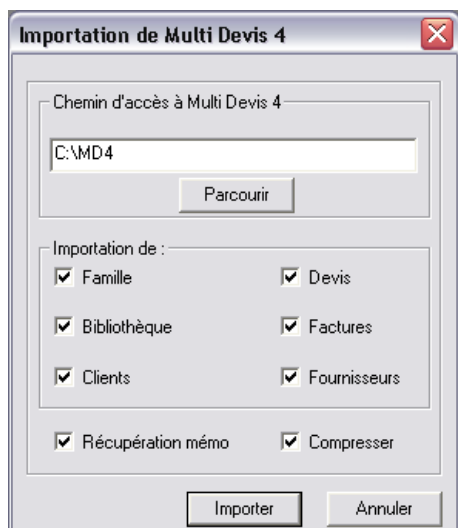 Importation de Multi Devis 4
Chemin d'accès à Multi Devis 4
C:\MD4
Parcourir
Importation de :
Famille
Devis
Bibliothèque
Factures
Clients
Fournisseurs
Récupération mémo
Compresser
Importer
Annuler